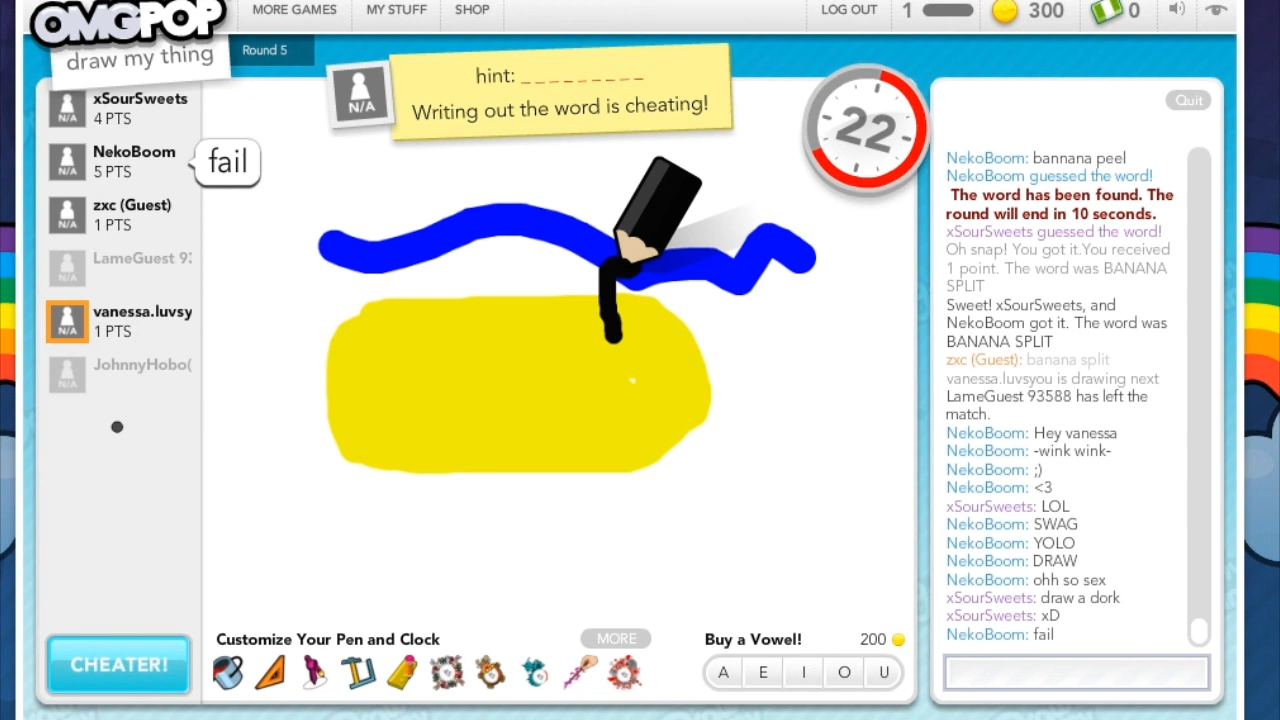 OMGPOP
draw my thing
MORE GAMES
MY STUFF
SHOP
LOG OUT
1
300
0
Round 5
hint: _ _ _ _ _ _ _ _ _
Writing out the word is cheating!
N/A
22
Quit
N/A
xSourSweets
4 PTS
N/A
NekoBoom
5 PTS
fail
N/A
zxc (Guest)
1 PTS
N/A
LameGuest 93
N/A
vanessa.luvsy
1 PTS
N/A
JohnnyHobo(
CHEATER!
Customize Your Pen and Clock
MORE
Buy a Vowel!
200
A E I O U
NekoBoom: bannana peel
NekoBoom guessed the word!
The word has been found. The
round will end in 10 seconds.
xSourSweets guessed the word!
Oh snap! You got it.You received
1 point. The word was BANANA
SPLIT
Sweet! xSourSweets, and
NekoBoom got it. The word was
BANANA SPLIT
zxc (Guest): banana split
vanessa.luvsyou is drawing next
LameGuest 93588 has left the
match.
NekoBoom: Hey vanessa
NekoBoom: -wink wink-
NekoBoom: ;)
NekoBoom: <3
xSourSweets: LOL
NekoBoom: SWAG
NekoBoom: YOLO
NekoBoom: DRAW
NekoBoom: ohh so sex
xSourSweets: draw a dork
xSourSweets: xD
NekoBoom: fail